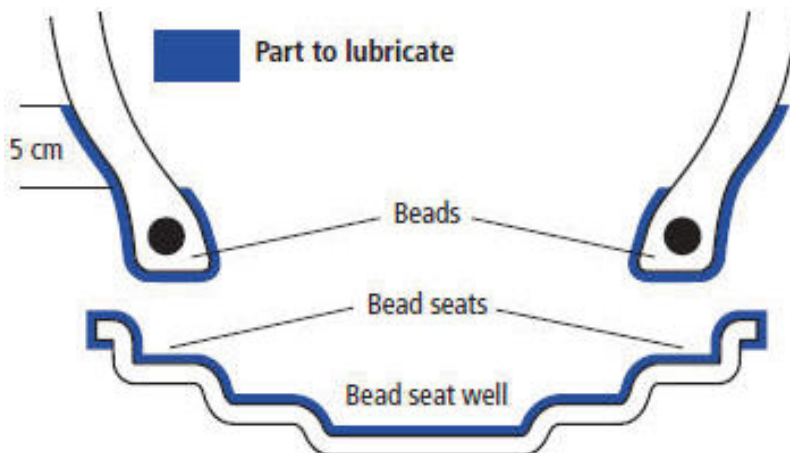 Part to lubricate
5 cm
Beads
Bead seats
Bead seat well